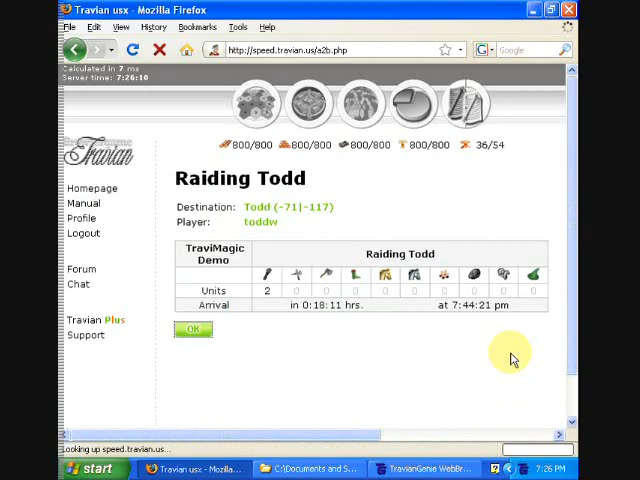 Travian usx - Mozilla Firefox
File Edit View History Bookmarks Tools Help
http://speed.travian.us/a2b.php
Google
Calculated in 7 ms
Server time: 7:26:10
Travian
800/800 800/800 800/800 800/800 36/54
Raiding Todd
Homepage
Manual
Profile
Logout
Forum
Chat
Travian Plus
Support
Destination: Todd (-71|-117)
Player: toddw
TraviMagic Demo
Raiding Todd
Units 2 0 0 0 0 0 0 0 0 0
Arrival in 0:18:11 hrs. at 7:44:21 pm
OK
Looking up speed.travian.us...
start
Travian usx - Mozilla...
C:\Documents and S...
TravianGenie WebBr...
7:26 PM